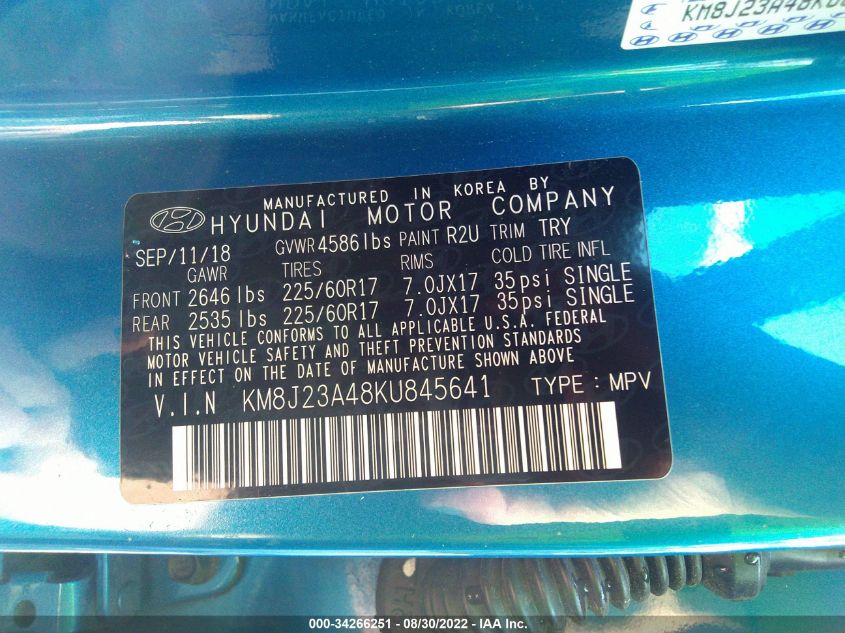 KM8J23A48KU8
MANUFACTURED IN KOREA BY
HYUNDAI MOTOR COMPANY
SEP/11/18 GVWR 4586 lbs PAINT R2U TRIM TRY
GAWR TIRES RIMS COLD TIRE INFL
FRONT 2646 lbs 225/60R17 7.0JX17 35psi SINGLE
REAR 2535 lbs 225/60R17 7.0JX17 35psi SINGLE
THIS VEHICLE CONFORMS TO ALL APPLICABLE U.S.A. FEDERAL
MOTOR VEHICLE SAFETY AND THEFT PREVENTION STANDARDS
IN EFFECT ON THE DATE OF MANUFACTURE SHOWN ABOVE
V.I.N KM8J23A48KU845641 TYPE : MPV
000-34266251 - 08/30/2022 - IAA Inc.